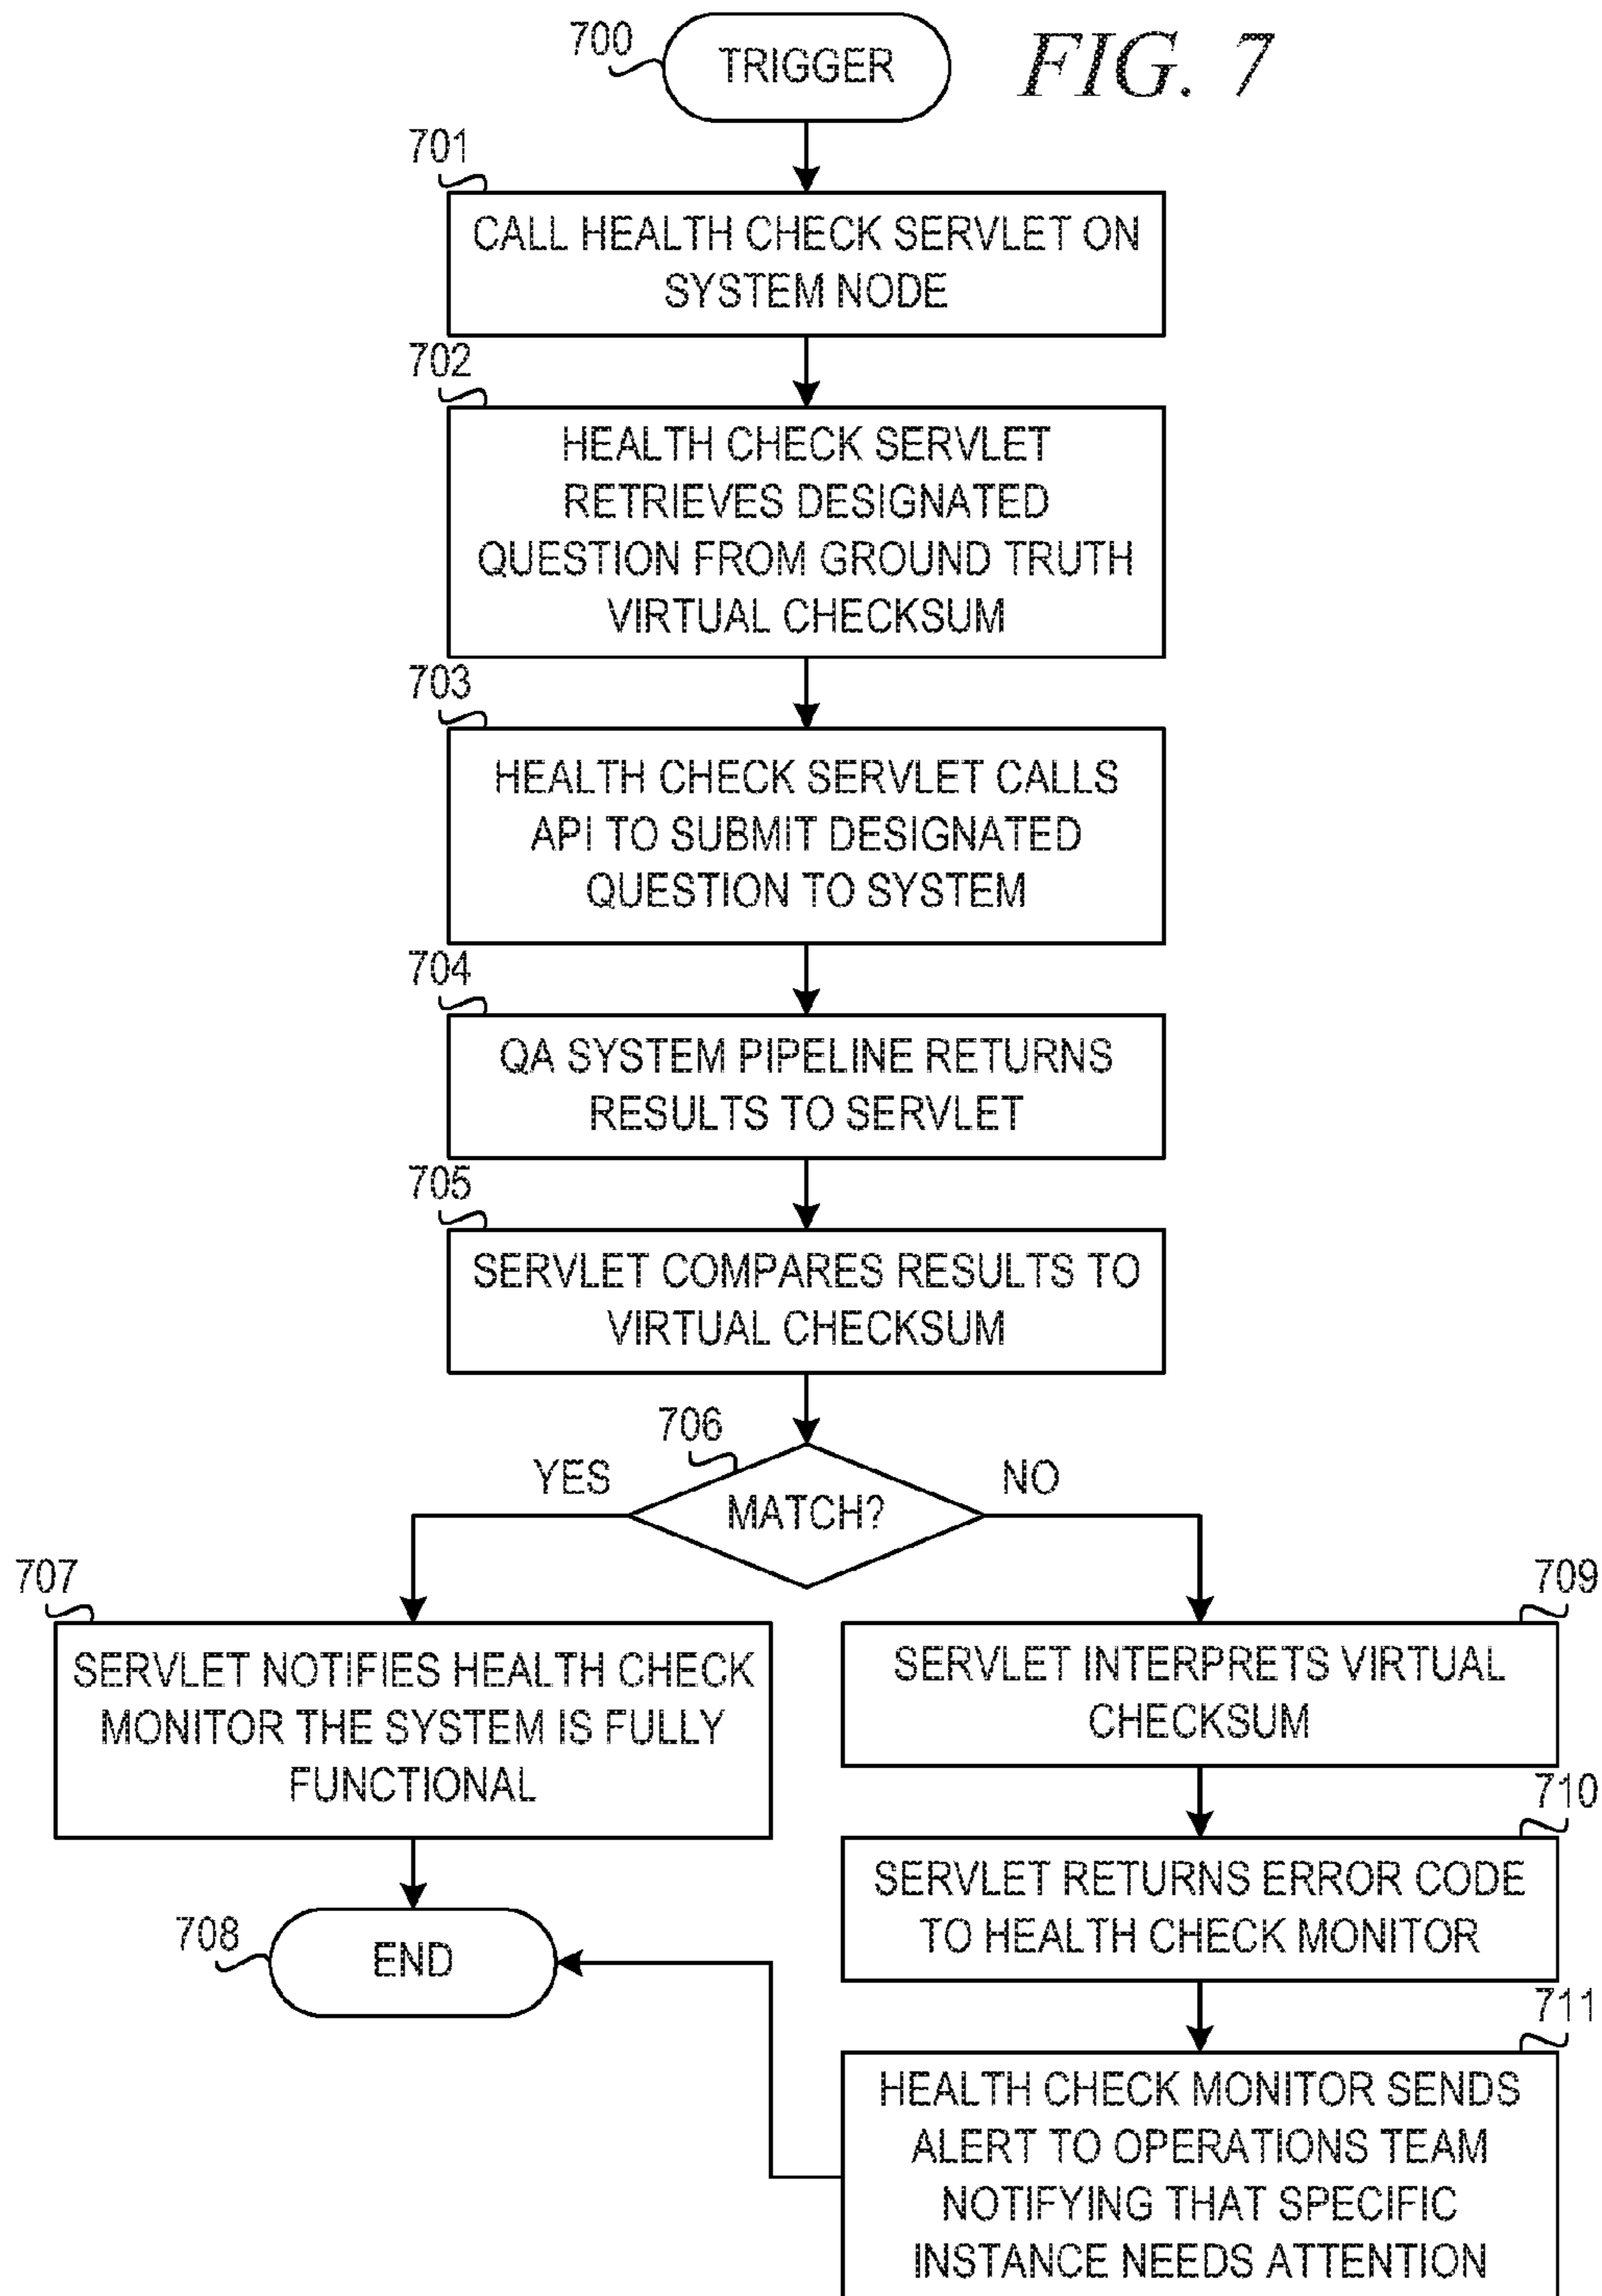 700
TRIGGER
FIG. 7
701
CALL HEALTH CHECK SERVLET ON
SYSTEM NODE
702
HEALTH CHECK SERVLET
RETRIEVES DESIGNATED
QUESTION FROM GROUND TRUTH
VIRTUAL CHECKSUM
703
HEALTH CHECK SERVLET CALLS
API TO SUBMIT DESIGNATED
QUESTION TO SYSTEM
704
QA SYSTEM PIPELINE RETURNS
RESULTS TO SERVLET
705
SERVLET COMPARES RESULTS TO
VIRTUAL CHECKSUM
706
YES
MATCH?
NO
707
SERVLET NOTIFIES HEALTH CHECK
MONITOR THE SYSTEM IS FULLY
FUNCTIONAL
708
END
709
SERVLET INTERPRETS VIRTUAL
CHECKSUM
710
SERVLET RETURNS ERROR CODE
TO HEALTH CHECK MONITOR
711
HEALTH CHECK MONITOR SENDS
ALERT TO OPERATIONS TEAM
NOTIFYING THAT SPECIFIC
INSTANCE NEEDS ATTENTION